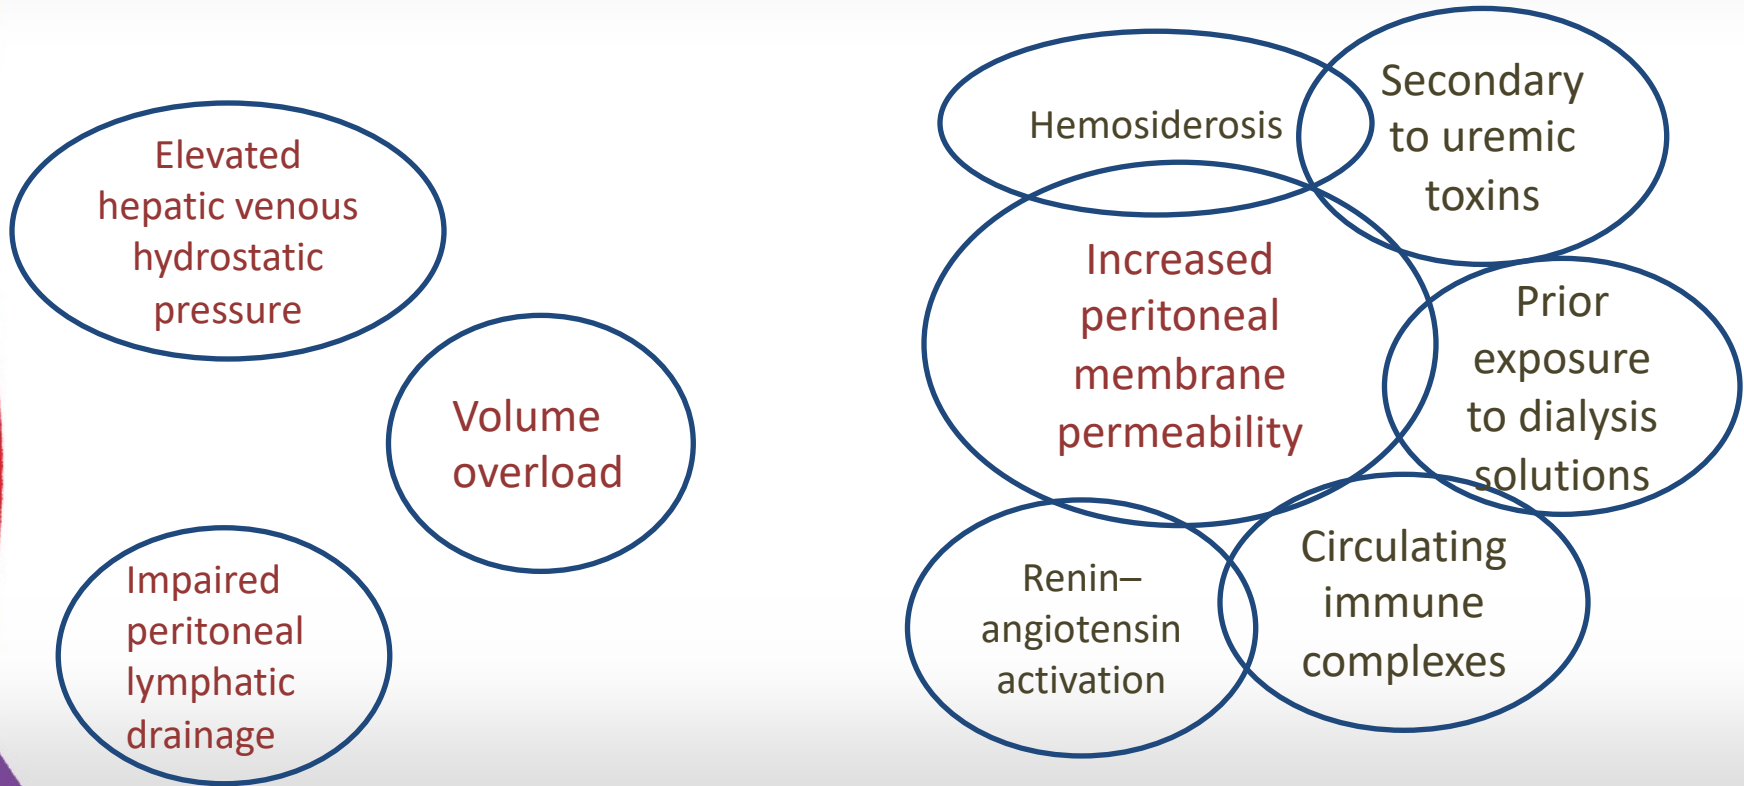 Elevated
hepatic venous
hydrostatic
pressure
Volume
overload
Impaired
peritoneal
lymphatic
drainage
Hemosiderosis
Secondary
to uremic
toxins
Increased
peritoneal
membrane
permeability
Prior
exposure
to dialysis
solutions
Renin–
angiotensin
activation
Circulating
immune
complexes